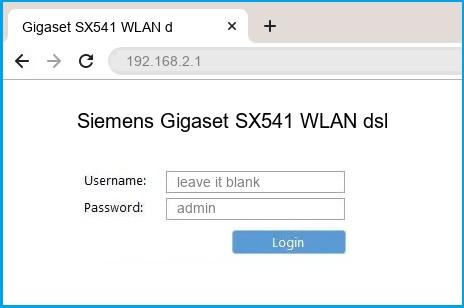 Gigaset SX541 WLAN d
192.168.2.1
Siemens Gigaset SX541 WLAN dsl
Username: leave it blank
Password: admin
Login